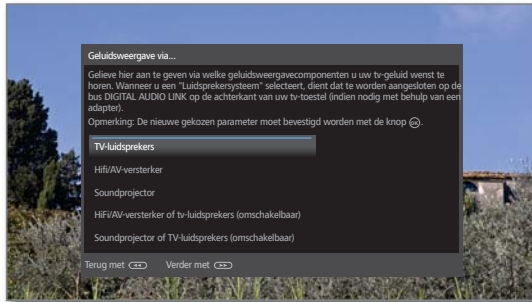 Geluidsweergave via...
Gelieve hier aan te geven via welke geluidsweergavecomponenten u uw tv-geluid wenst te
horen. Wanneer u een "Luidsprekersysteem" selecteert, dient dat te worden aangesloten op de
bus DIGITAL AUDIO LINK op de achterkant van uw tv-toestel (indien nodig met behulp van een
adapter).
Opmerking: De nieuwe gekozen parameter moet bevestigd worden met de knop OK.
TV-luidsprekers
Hifi/AV-versterker
Soundprojector
HiFi/AV-versterker of tv-luidsprekers (omschakelbaar)
Soundprojector of TV-luidsprekers (omschakelbaar)
Terug met Verder met